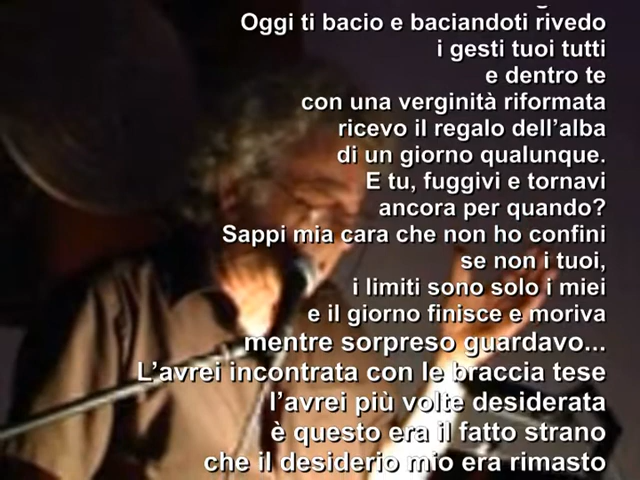 Oggi ti bacio e baciandoti rivedo
i gesti tuoi tutti
e dentro te
con una verginità riformata
ricevo il regalo dell'alba
di un giorno qualunque.
E tu, fuggivi e tornavi
ancora per quando?
Sappi mia cara che non ho confini
se non i tuoi,
i limiti sono solo i miei
e il giorno finisce e moriva
mentre sorpreso guardavo...
L'avrei incontrata con le braccia tese
l'avrei più volte desiderata
è questo era il fatto strano
che il desiderio mio era rimasto